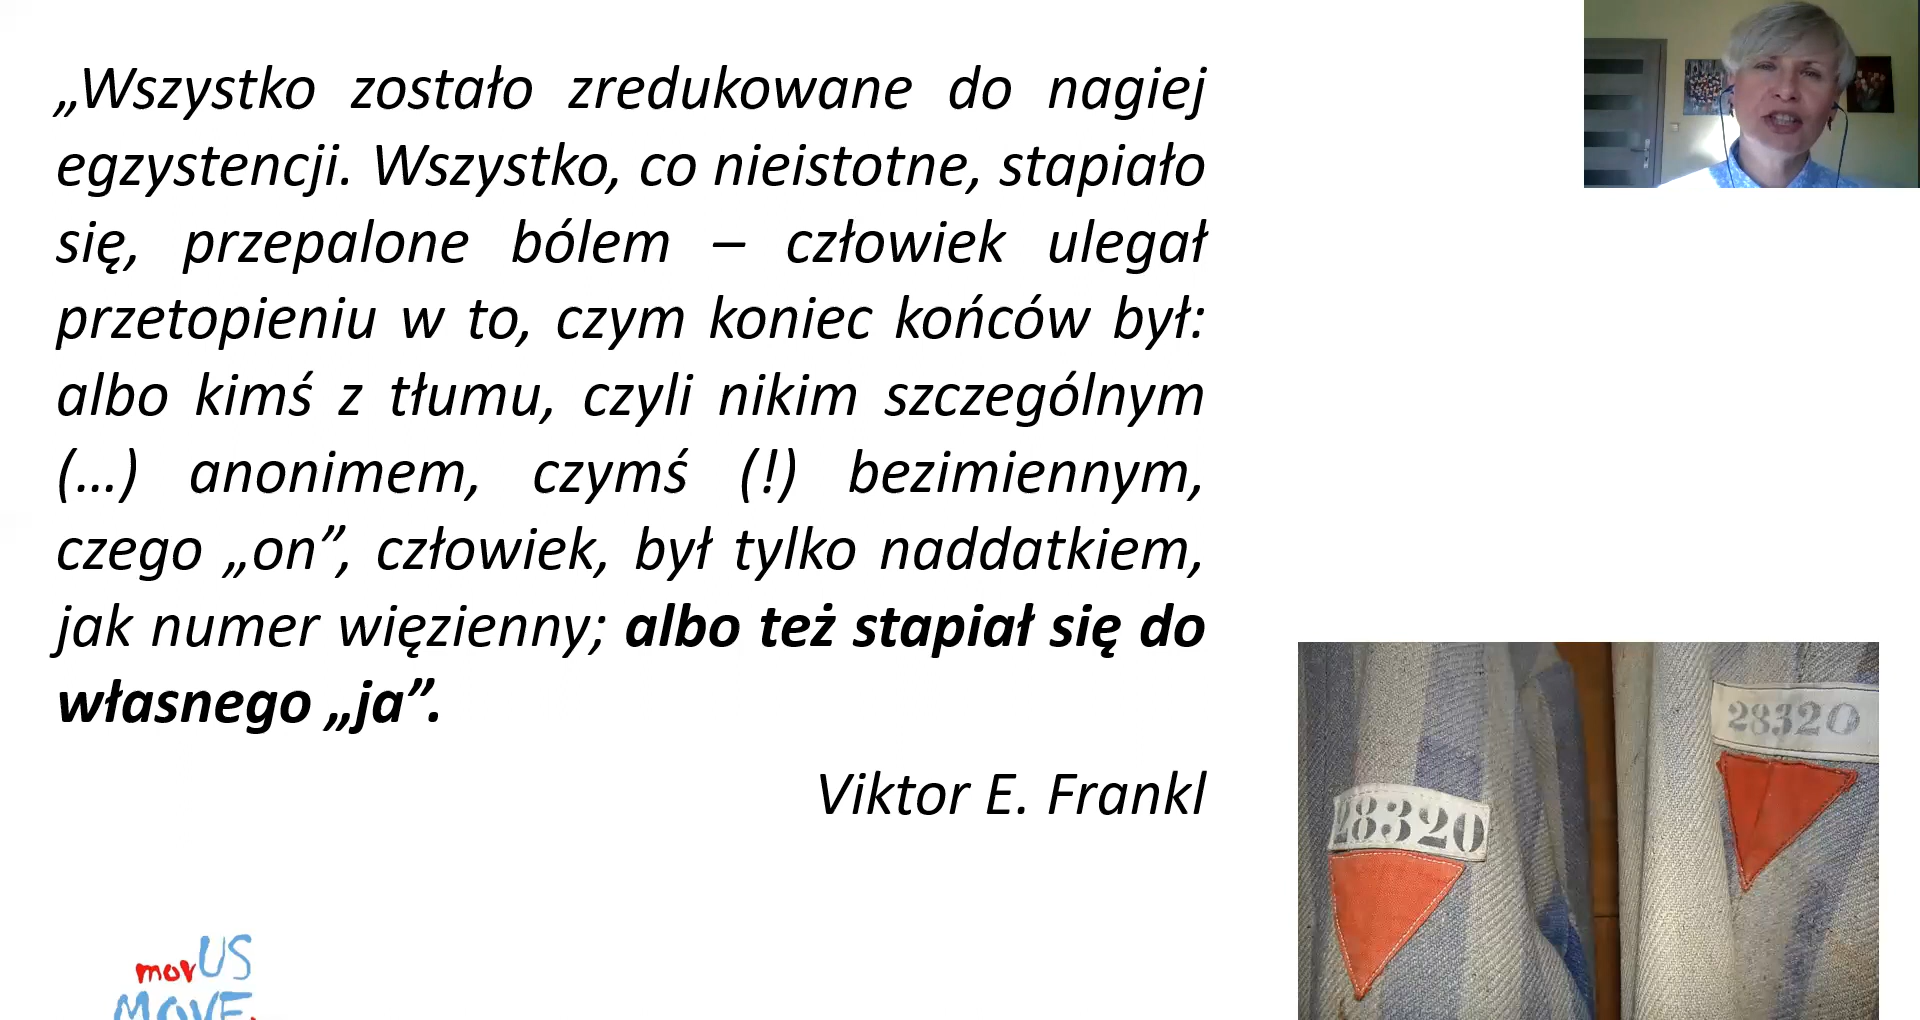 „Wszystko zostało zredukowane do nagiej
egzystencji. Wszystko, co nieistotne, stapiało
się, przepalone bólem – człowiek ulegał
przetopieniu w to, czym koniec końców był:
albo kimś z tłumu, czyli nikim szczególnym
(…) anonimem, czymś (!) bezimiennym,
czego „on”, człowiek, był tylko naddatkiem,
jak numer więzienny; albo też stapiał się do
własnego „ja”.
Viktor E. Frankl
28320
28320
movUS
MOVE